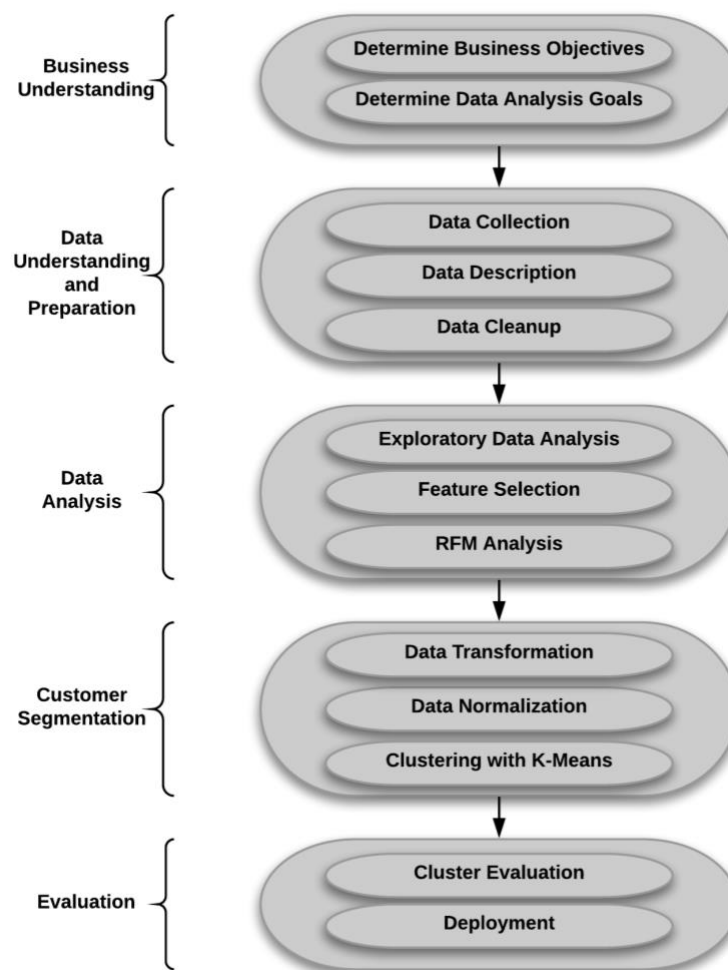 Business
Understanding
Determine Business Objectives
Determine Data Analysis Goals
Data
Understanding
and
Preparation
Data Collection
Data Description
Data Cleanup
Data
Analysis
Exploratory Data Analysis
Feature Selection
RFM Analysis
Customer
Segmentation
Data Transformation
Data Normalization
Clustering with K-Means
Evaluation
Cluster Evaluation
Deployment